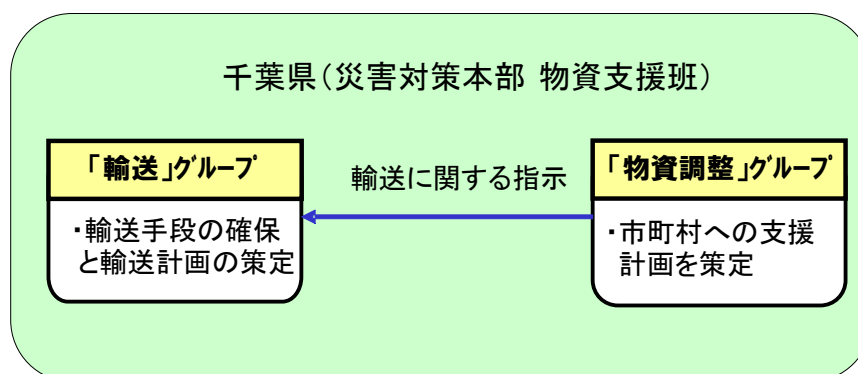 千葉県(災害対策本部 物資支援班)
「輸送」グループ
・輸送手段の確保
と輸送計画の策定
輸送に関する指示
「物資調整」グループ
・市町村への支援
計画を策定